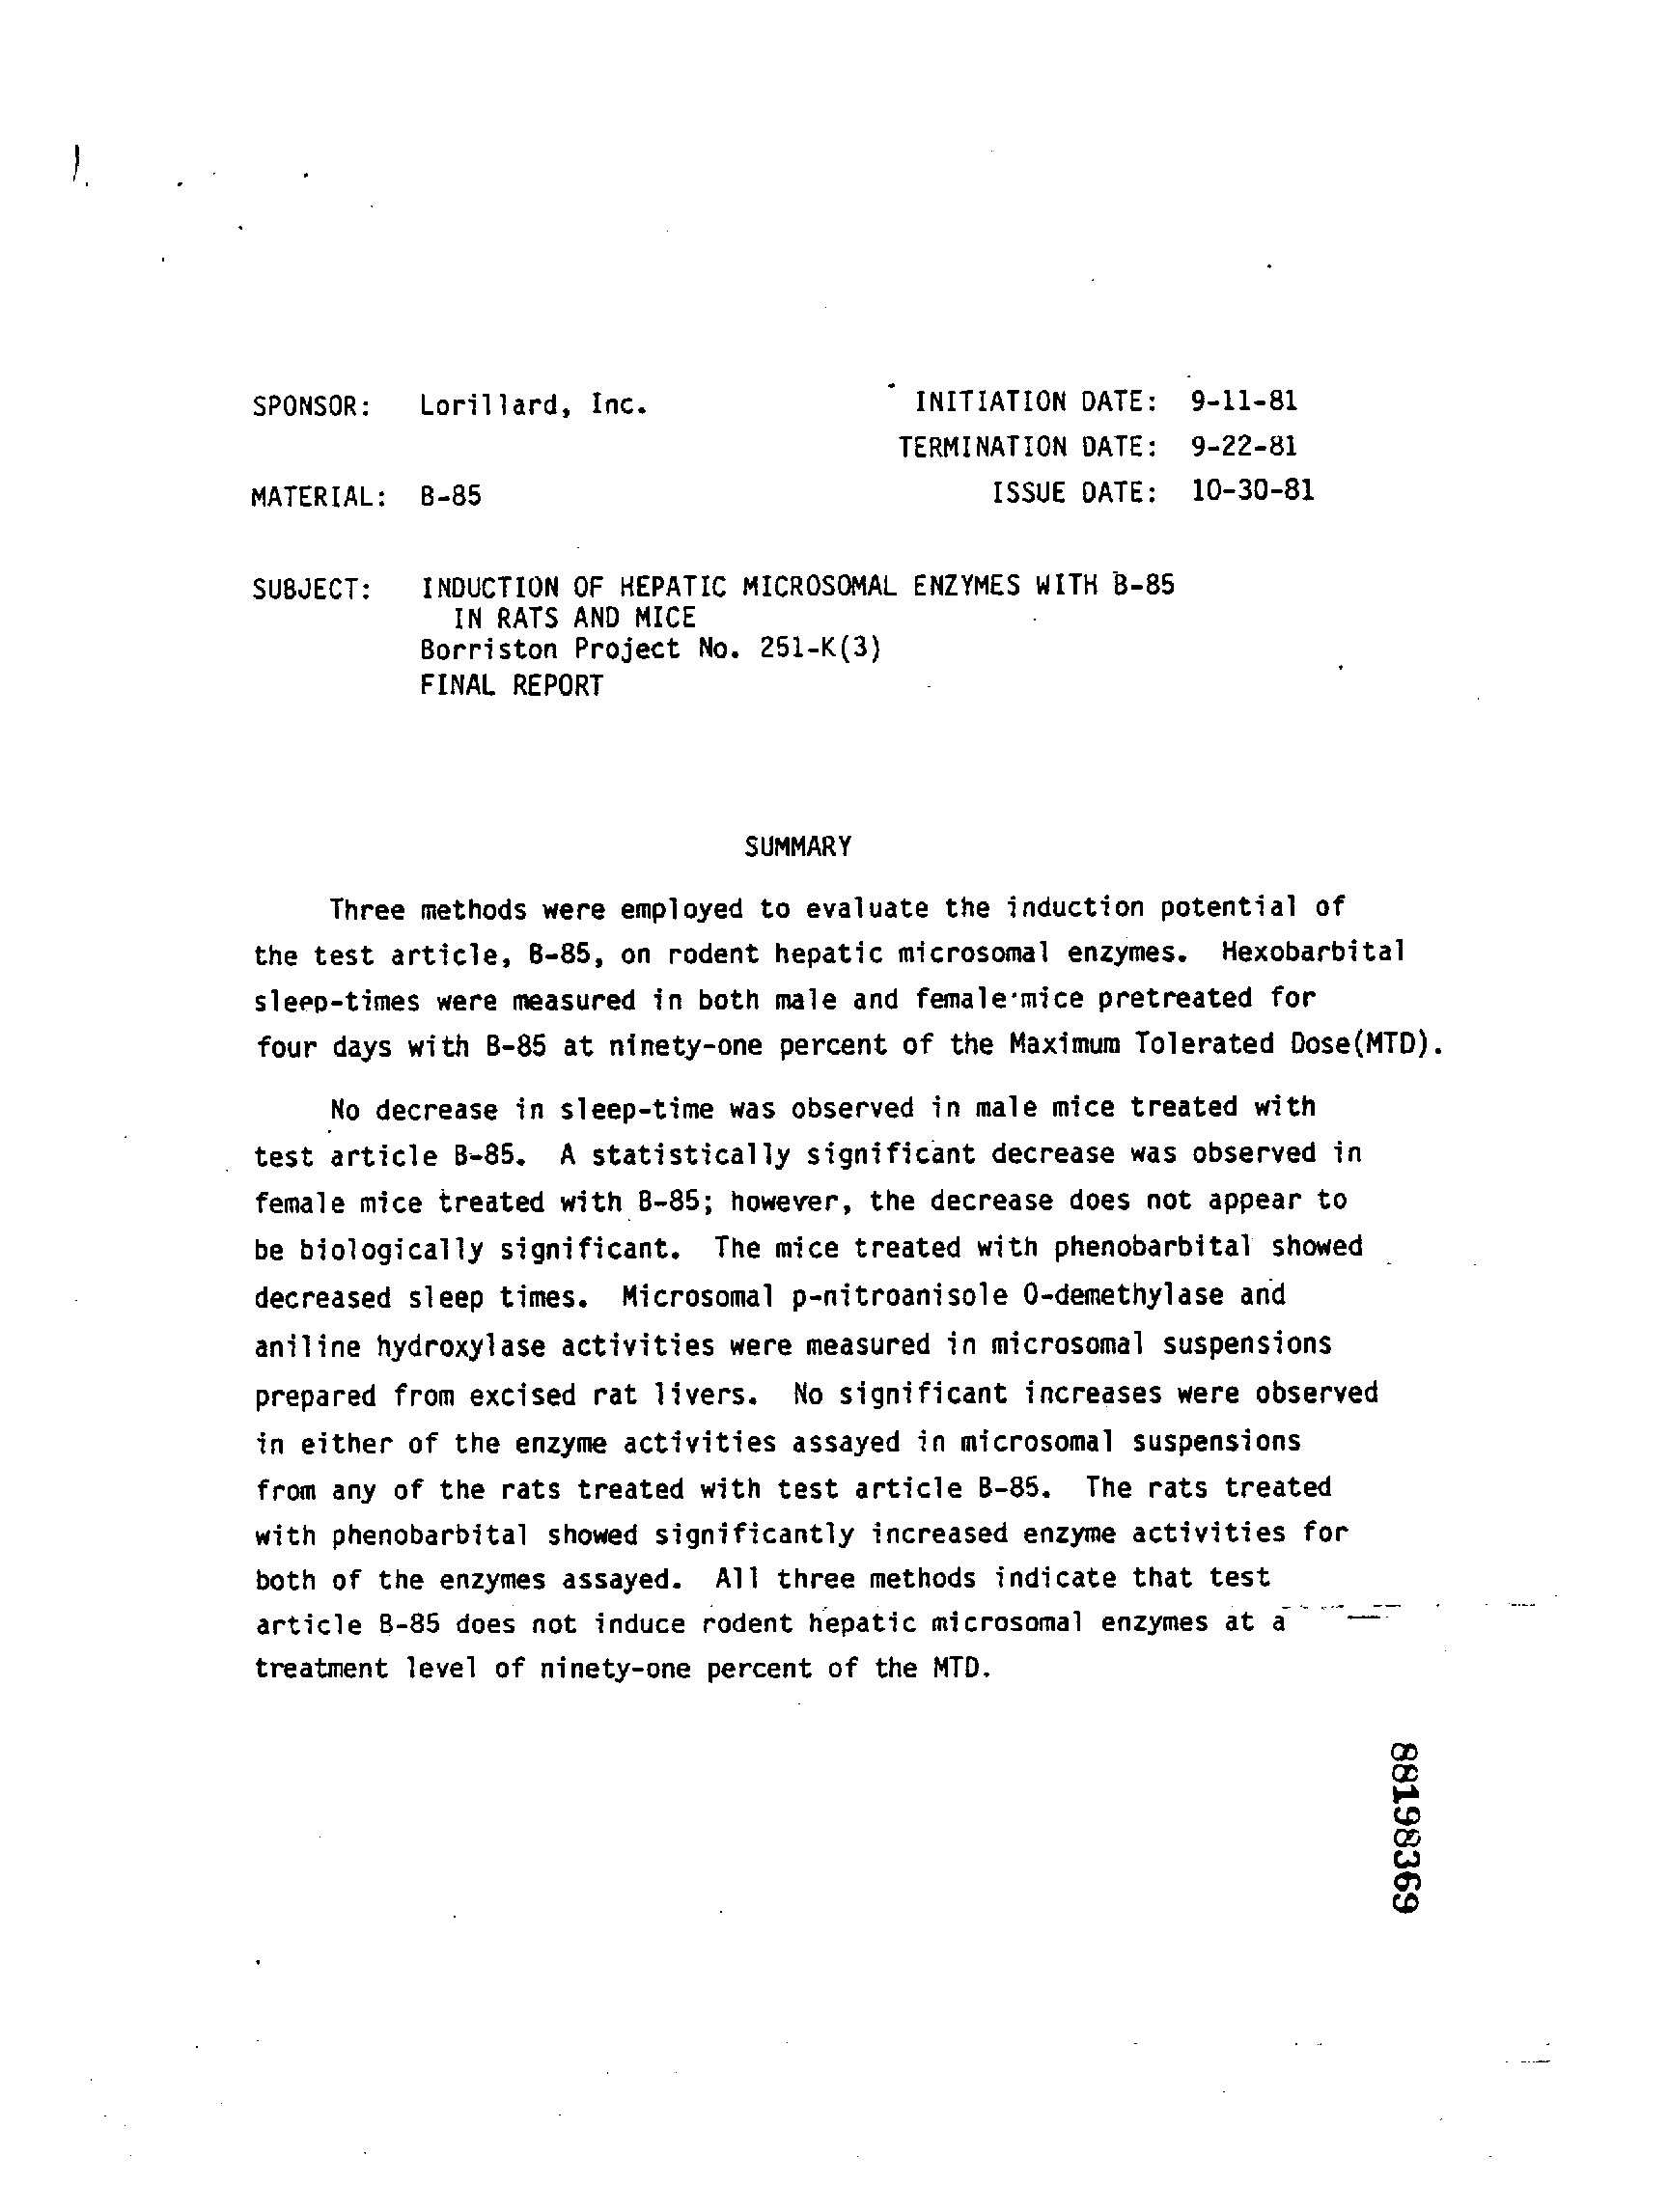 SPONSOR: Lorillard, Inc.
INITIATION DATE: 9-11-81
TERMINATION DATE: 9-22-81
MATERIAL: B-85
ISSUE DATE: 10-30-81
SUBJECT: INDUCTION OF HEPATIC MICROSOMAL ENZYMES WITH B-85
IN RATS AND MICE
Borriston Project No. 251-K(3)
FINAL REPORT
SUMMARY
Three methods were employed to evaluate the induction potential of
the test article, B-85, on rodent hepatic microsomal enzymes. Hexobarbital
sleep-times were measured in both male and female mice pretreated for
four days with B-85 at ninety-one percent of the Maximum Tolerated Dose(MTD).
No decrease in sleep-time was observed in male mice treated with
test article B-85. A statistically significant decrease was observed in
female mice treated with B-85; however, the decrease does not appear to
be biologically significant. The mice treated with phenobarbital showed
decreased sleep times. Microsomal p-nitroanisole O-demethylase and
aniline hydroxylase activities were measured in microsomal suspensions
prepared from excised rat livers. No significant increases were observed
in either of the enzyme activities assayed in microsomal suspensions
from any of the rats treated with test article B-85. The rats treated
with phenobarbital showed significantly increased enzyme activities for
both of the enzymes assayed. All three methods indicate that test
article B-85 does not induce rodent hepatic microsomal enzymes at a
treatment level of ninety-one percent of the MTD.
88198369